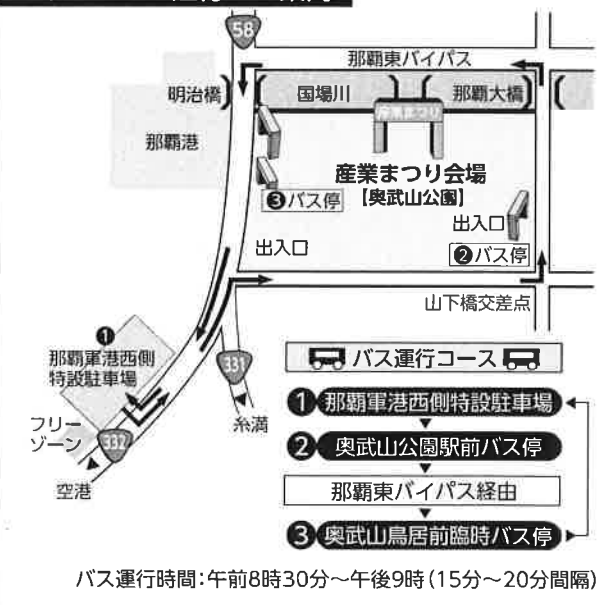 58
那覇東バイパス
明治橋
国場川
那覇大橋
那覇港
産業まつり
産業まつり会場
【奥武山公園】
❸バス停
出入口
出入口
❷バス停
山下橋交差点
❶
那覇軍港西側
特設駐車場
331
糸満
フリー
ゾーン
332
空港
バス運行コース
❶那覇軍港西側特設駐車場
❷奥武山公園駅前バス停
那覇東バイパス経由
❸奥武山鳥居前臨時バス停
バス運行時間:午前8時30分～午後9時(15分～20分間隔)